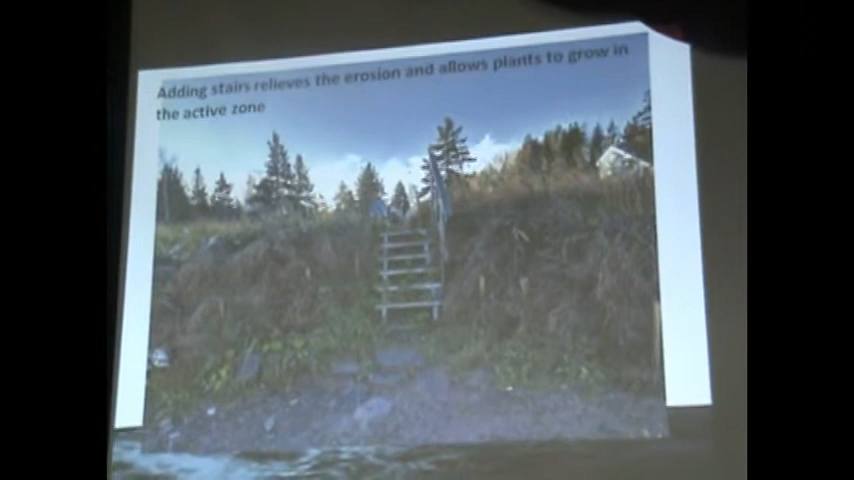 Adding stairs relieves the erosion and allows plants to grow in
the active zone